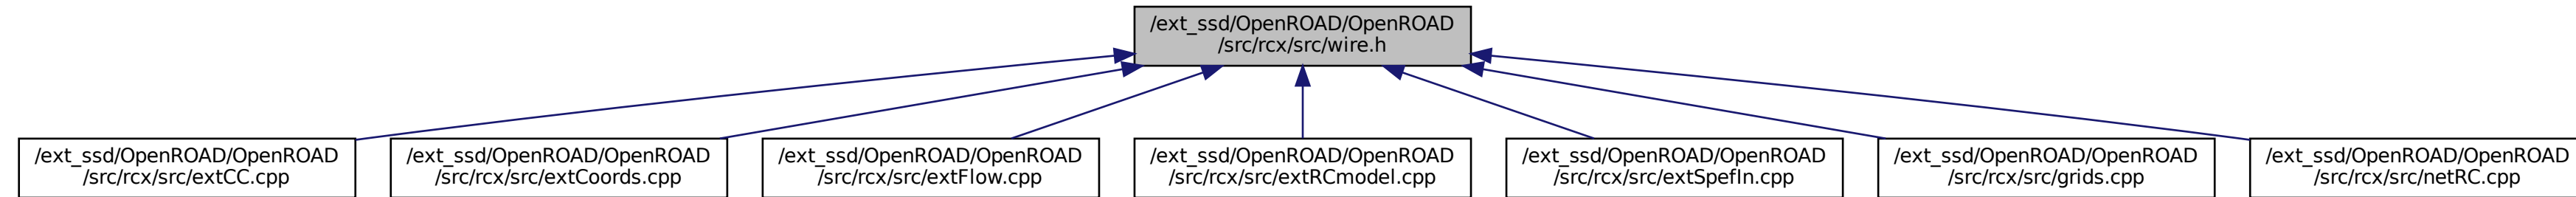 /ext_ssd/OpenROAD/OpenROAD
/src/rcx/src/wire.h
/ext_ssd/OpenROAD/OpenROAD
/src/rcx/src/extCC.cpp
/ext_ssd/OpenROAD/OpenROAD
/src/rcx/src/extCoords.cpp
/ext_ssd/OpenROAD/OpenROAD
/src/rcx/src/extFlow.cpp
/ext_ssd/OpenROAD/OpenROAD
/src/rcx/src/extRCmodel.cpp
/ext_ssd/OpenROAD/OpenROAD
/src/rcx/src/extSpefIn.cpp
/ext_ssd/OpenROAD/OpenROAD
/src/rcx/src/grids.cpp
/ext_ssd/OpenROAD/OpenROAD
/src/rcx/src/netRC.cpp